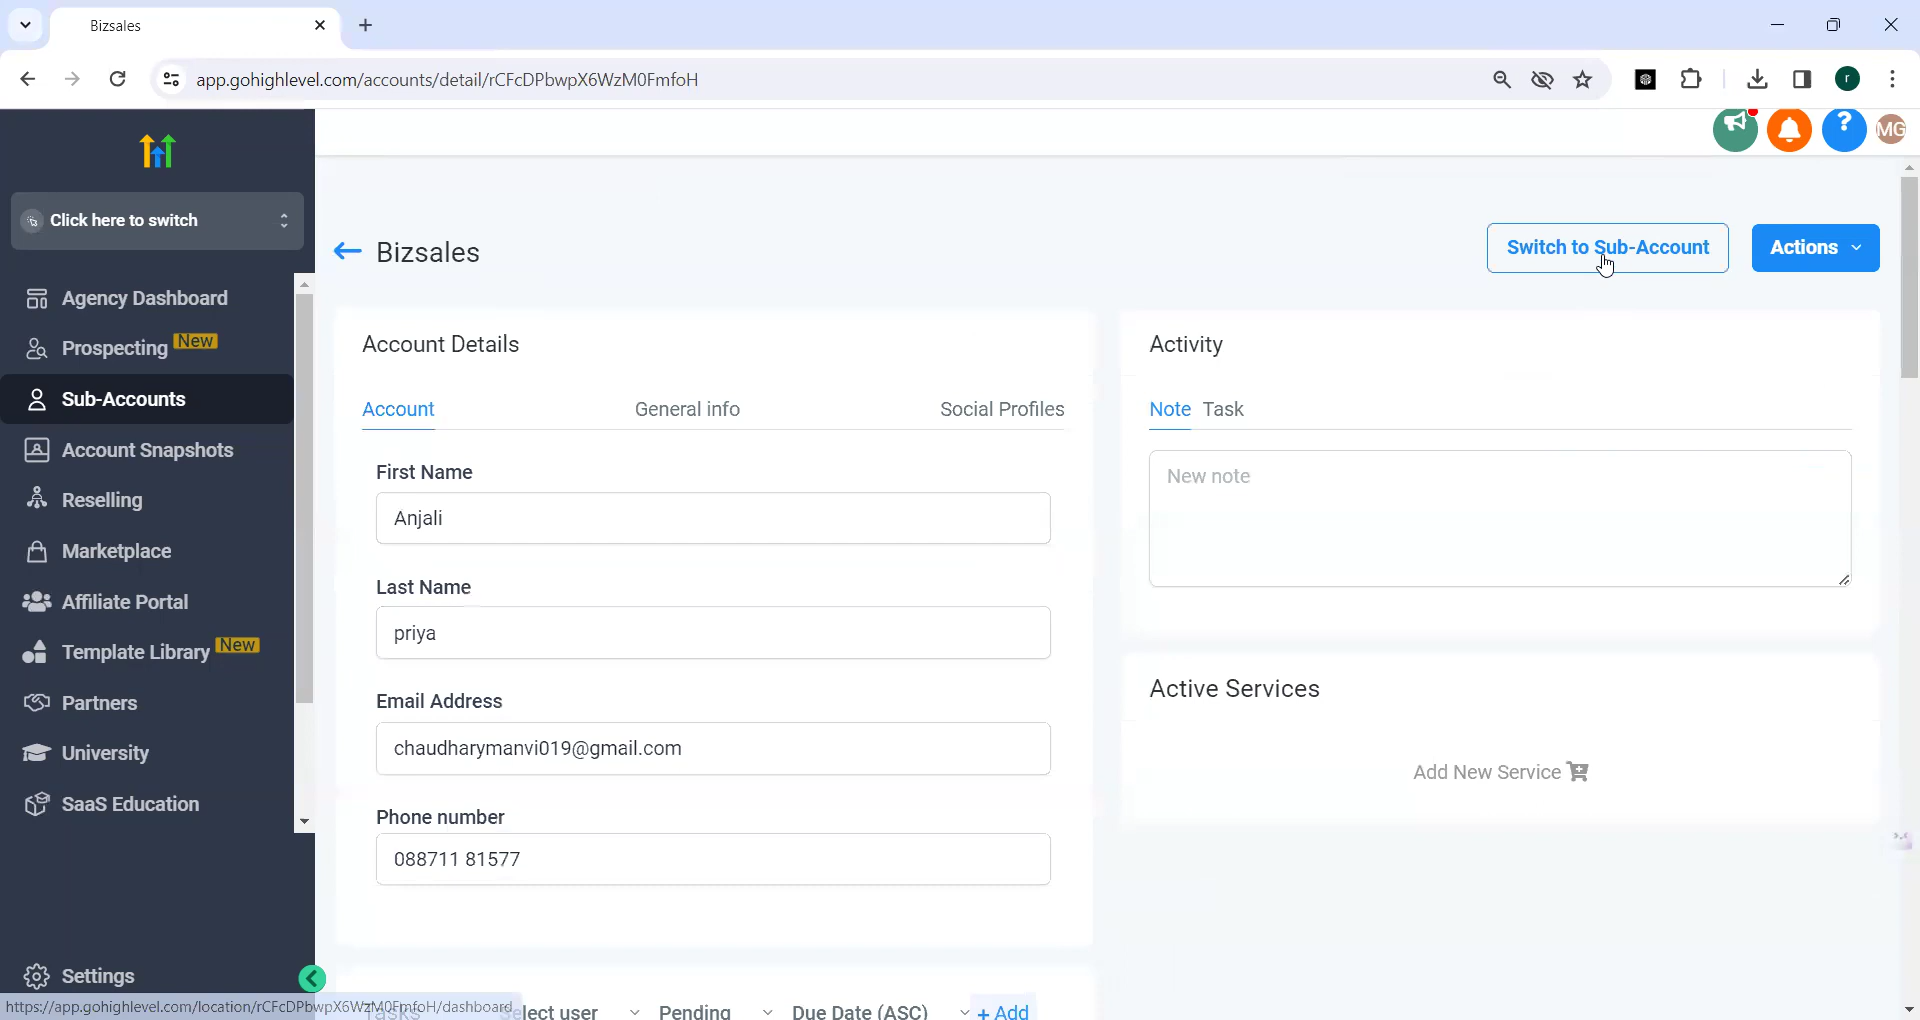 Bizsales
app.gohighlevel.com/accounts/detail/rCFcDPbwpX6WzM0FmfoH
r
MG
Click here to switch
Bizsales
Switch to Sub-Account
Actions
Agency Dashboard
Prospecting New
Sub-Accounts
Account Snapshots
Reselling
Marketplace
Affiliate Portal
Template Library New
Partners
University
SaaS Education
Settings
Account Details
Account General info Social Profiles
First Name
Anjali
Last Name
priya
Email Address
chaudharymanvi019@gmail.com
Phone number
088711 81577
Activity
Note Task
New note
Active Services
Add New Service
Tasks
lect user Pending Due Date (ASC) + Add
https://app.gohighlevel.com/location/rCFcDPbwpX6WzM0FmfoH/dashboard